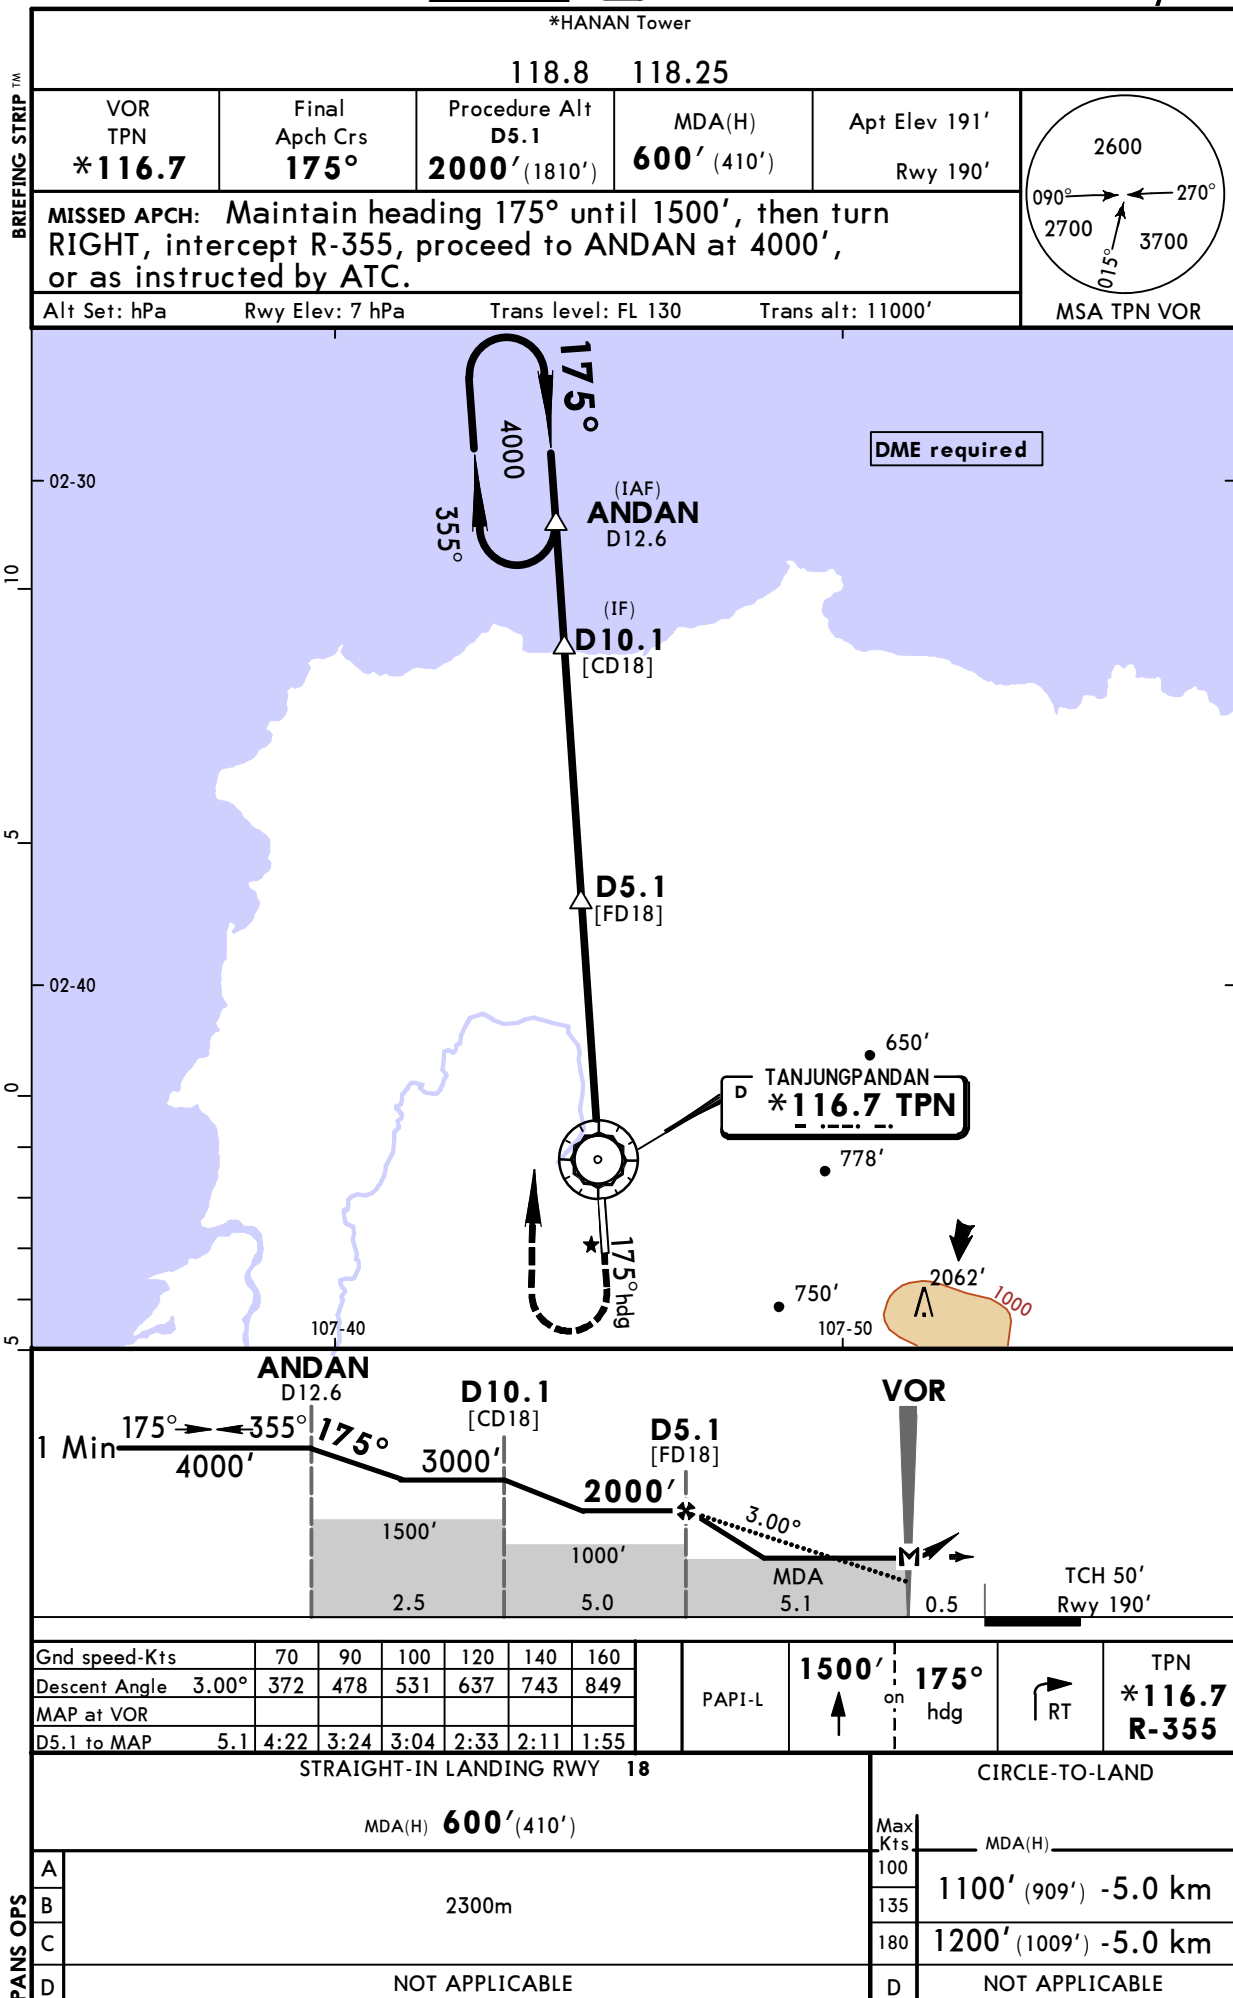 *HANAN Tower
118.8 118.25
BRIEFING STRIP TM
VOR
TPN
*116.7
Final
Apch Crs
175°
Procedure Alt
D5.1
2000' (1810')
MDA(H)
600' (410')
Apt Elev 191'
Rwy 190'
2600
090°
270°
2700
3700
015°
MSA TPN VOR
MISSED APCH: Maintain heading 175° until 1500', then turn
RIGHT, intercept R-355, proceed to ANDAN at 4000',
or as instructed by ATC.
Alt Set: hPa Rwy Elev: 7 hPa Trans level: FL 130 Trans alt: 11000'
175°
4000
355°
DME required
02-30
(IAF)
ANDAN
D12.6
10
(IF)
D10.1
[CD18]
5
D5.1
[FD18]
02-40
650'
0
D
TANJUNGPANDAN
*116.7 TPN
778'
175° hdg
2062'
1000
750'
107-40
107-50
5
ANDAN
D12.6
D10.1
[CD18]
VOR
D5.1
[FD18]
1 Min
175°
355°
175°
4000'
3000'
2000'
3.00°
1500'
1000'
MDA
TCH 50'
2.5
5.0
5.1
0.5
Rwy 190'
Gnd speed-Kts 70 90 100 120 140 160
Descent Angle 3.00° 372 478 531 637 743 849
MAP at VOR
D5.1 to MAP 5.1 4:22 3:24 3:04 2:33 2:11 1:55
PAPI-L
1500'
on
175°
hdg
RT
TPN
*116.7
R-355
STRAIGHT-IN LANDING RWY 18
MDA(H) 600' (410')
CIRCLE-TO-LAND
Max
Kts
MDA(H)
A
B
C
D
2300m
NOT APPLICABLE
100
135
1100' (909') -5.0 km
180
1200' (1009') -5.0 km
D
NOT APPLICABLE
PANS OPS